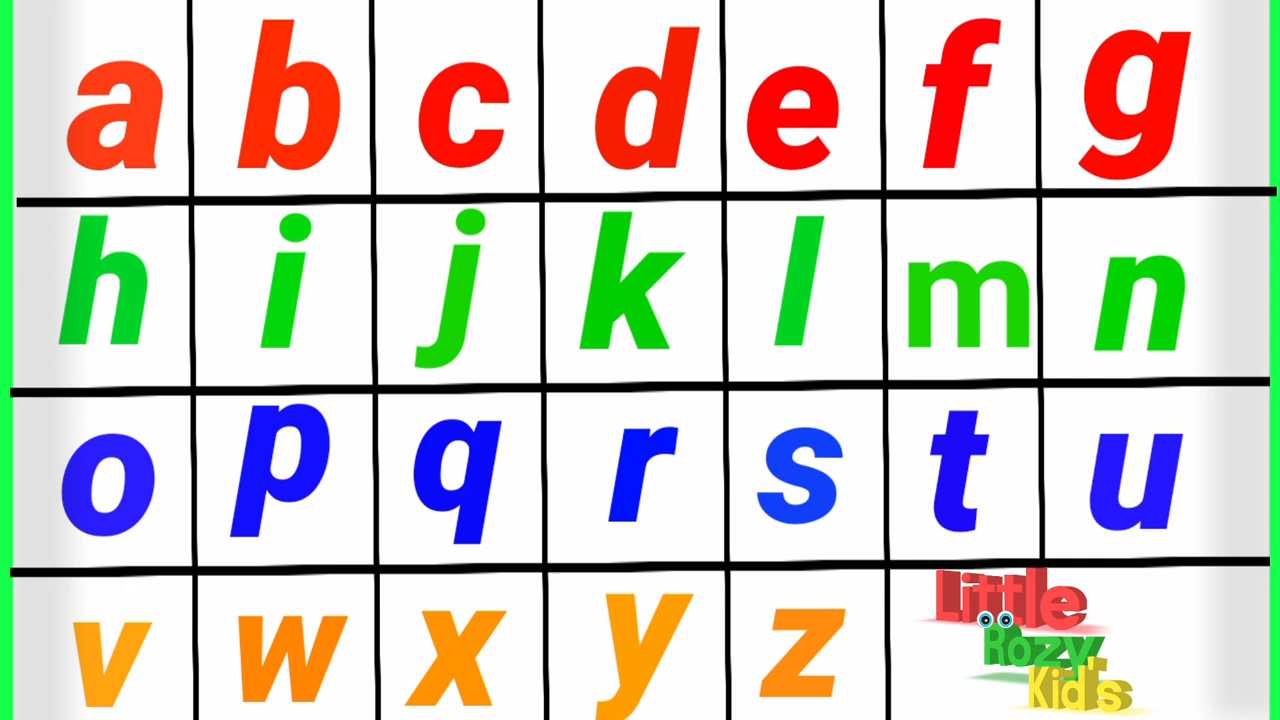 a b c d e f g
h i j k l m n
o p q r s t u
v w x y z
Little
Rozy
Kid's